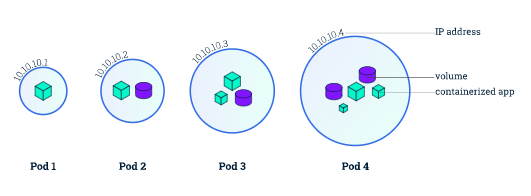 10.10.10.1
10.10.10.2
10.10.10.3
10.10.10.4
IP address
volume
containerized app
Pod 1
Pod 2
Pod 3
Pod 4